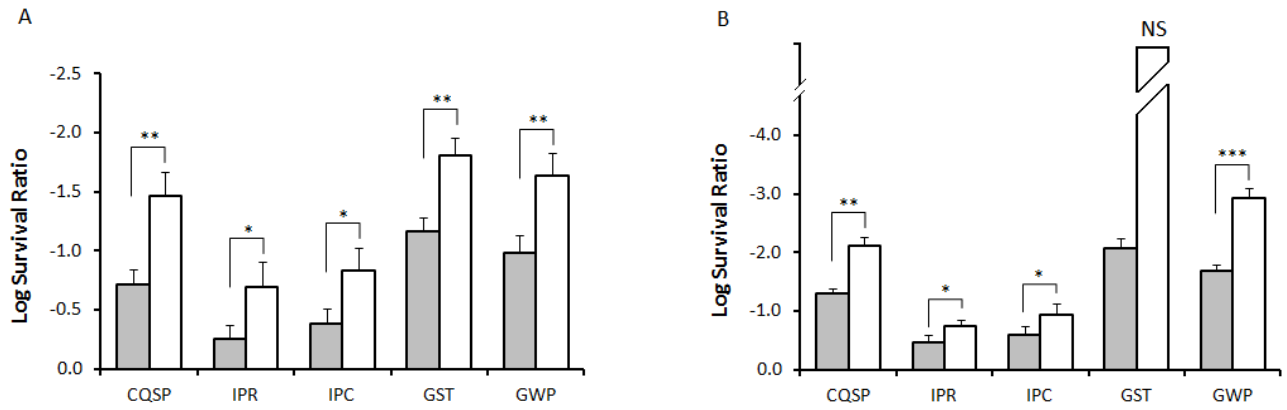 A
Log Survival Ratio
-2.5
-2.0
-1.5
-1.0
-0.5
0.0
**
*
*
**
**
CQSP IPR IPC GST GWP
B
Log Survival Ratio
-4.0
-3.0
-2.0
-1.0
0.0
**
*
*
NS
***
CQSP IPR IPC GST GWP